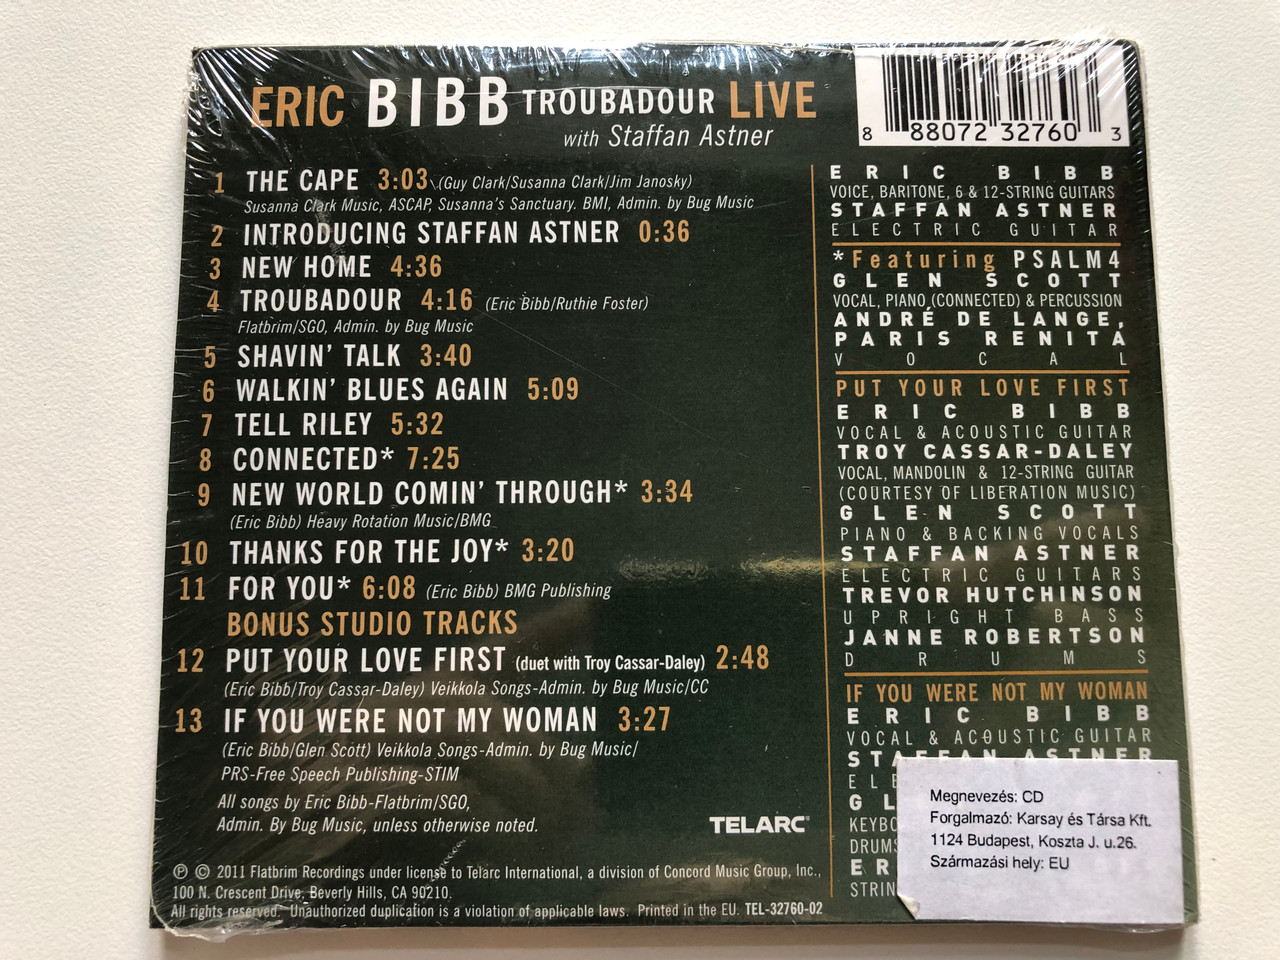 ERIC BIBB TROUBADOUR LIVE
with Staffan Astner
8 88072 32760 3
1 THE CAPE 3:03 (Guy Clark/Susanna Clark/Jim Janosky)
Susanna Clark Music, ASCAP, Susanna's Sanctuary. BMI, Admin. by Bug Music
2 INTRODUCING STAFFAN ASTNER 0:36
3 NEW HOME 4:36
4 TROUBADOUR 4:16 (Eric Bibb/Ruthie Foster)
Flatbrim/SGO, Admin. by Bug Music
5 SHAVIN' TALK 3:40
6 WALKIN' BLUES AGAIN 5:09
7 TELL RILEY 5:32
8 CONNECTED* 7:25
9 NEW WORLD COMIN' THROUGH* 3:34
(Eric Bibb) Heavy Rotation Music/BMG
10 THANKS FOR THE JOY* 3:20
11 FOR YOU* 6:08 (Eric Bibb) BMG Publishing
BONUS STUDIO TRACKS
12 PUT YOUR LOVE FIRST (duet with Troy Cassar-Daley) 2:48
(Eric Bibb/Troy Cassar-Daley) Veikkola Songs-Admin. by Bug Music/CC
13 IF YOU WERE NOT MY WOMAN 3:27
(Eric Bibb/Glen Scott) Veikkola Songs-Admin. by Bug Music/
PRS-Free Speech Publishing-STIM
All songs by Eric Bibb-Flatbrim/SGO,
Admin. By Bug Music, unless otherwise noted.
TELARC®
℗ © 2011 Flatbrim Recordings under license to Telarc International, a division of Concord Music Group, Inc.,
100 N. Crescent Drive, Beverly Hills, CA 90210.
All rights reserved. Unauthorized duplication is a violation of applicable laws. Printed in the EU. TEL-32760-02
ERIC BIBB
VOICE, BARITONE, 6 & 12-STRING GUITARS
STAFFAN ASTNER
ELECTRIC GUITAR
*Featuring PSALM4
GLEN SCOTT
VOCAL, PIANO (CONNECTED) & PERCUSSION
ANDRÉ DE LANGE,
PARIS RENITA
VOCAL
PUT YOUR LOVE FIRST
ERIC BIBB
VOCAL & ACOUSTIC GUITAR
TROY CASSAR-DALEY
VOCAL, MANDOLIN & 12-STRING GUITAR
(COURTESY OF LIBERATION MUSIC)
GLEN SCOTT
PIANO & BACKING VOCALS
STAFFAN ASTNER
ELECTRIC GUITARS
TREVOR HUTCHINSON
UPRIGHT BASS
JANNE ROBERTSON
DRUMS
IF YOU WERE NOT MY WOMAN
ERIC BIBB
VOCAL & ACOUSTIC GUITAR
STAFFAN ASTNER
ELE
GL
KEYBO
DRUMS
ER
STRIN
Megnevezés: CD
Forgalmazó: Karsay és Társa Kft.
1124 Budapest, Koszta J. u.26.
Származási hely: EU